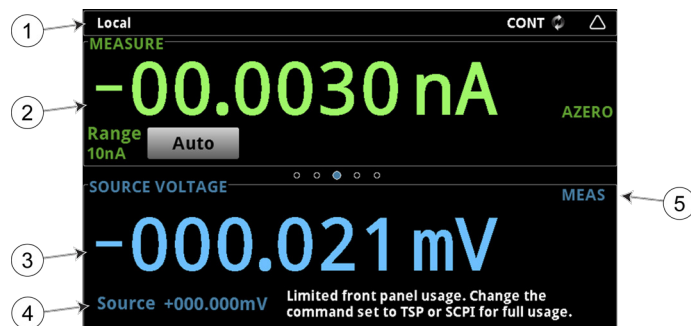 1
Local
CONT
MEASURE
2
-00.0030 nA
AZERO
Range
10nA
Auto
SOURCE VOLTAGE
MEAS
5
3
-000.021 mV
4
Source +000.000mV
Limited front panel usage. Change the
command set to TSP or SCPI for full usage.